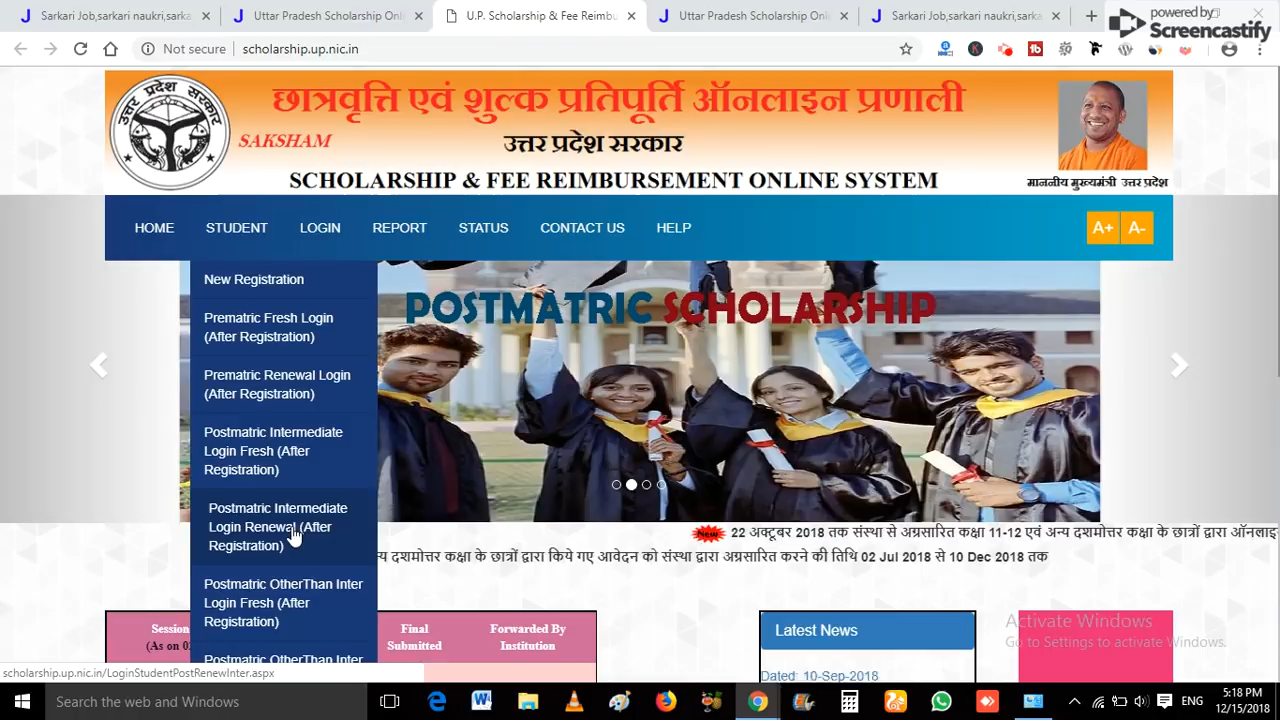 Sarkari Job,sarkari naukri,sarka
Uttar Pradesh Scholarship Onli
U.P. Scholarship & Fee Reimbu
Uttar Pradesh Scholarship Onli
Sarkari Job,sarkari naukri,sarka
powered by
Screencastify
Not secure
scholarship.up.nic.in
उत्तर प्रदेश सरकार
SAKSHAM
छात्रवृत्ति एवं शुल्क प्रतिपूर्ति ऑनलाइन प्रणाली
उत्तर प्रदेश सरकार
SCHOLARSHIP & FEE REIMBURSEMENT ONLINE SYSTEM
माननीय मुख्यमंत्री उत्तर प्रदेश
HOME STUDENT LOGIN REPORT STATUS CONTACT US HELP
A+ A-
New Registration
Prematric Fresh Login
(After Registration)
Prematric Renewal Login
(After Registration)
Postmatric Intermediate
Login Fresh (After
Registration)
Postmatric Intermediate
Login Renewal (After
Registration)
Postmatric OtherThan Inter
Login Fresh (After
Registration)
Postmatric OtherThan Inter
POSTMATRIC SCHOLARSHIP
New 22 अक्टूबर 2018 तक संस्था से अग्रसारित कक्षा 11-12 एवं अन्य दशमोत्तर कक्षा के छात्रों द्वारा ऑनलाइ
य दशमोत्तर कक्षा के छात्रों द्वारा किये गए आवेदन को संस्था द्वारा अग्रसारित करने की तिथि 02 Jul 2018 से 10 Dec 2018 तक
Session
(As on 0
Final
Submitted
Forwarded By
Institution
Latest News
Dated: 10-Sep-2018
Activate Windows
Go to Settings to activate Windows.
scholarship.up.nic.in/LoginStudentPostRenewInter.aspx
Search the web and Windows
ENG
5:18 PM
12/15/2018